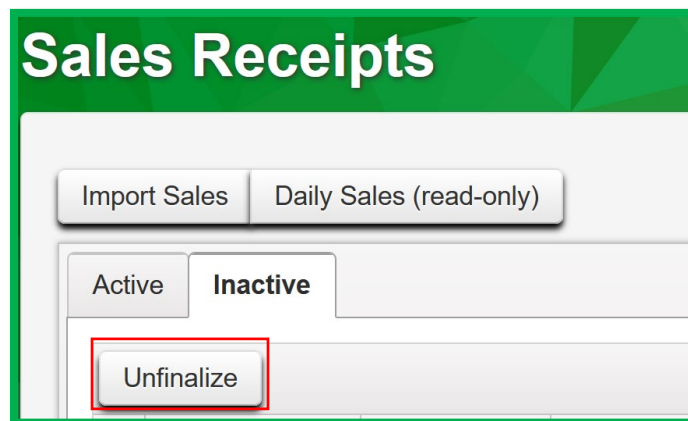 Sales Receipts
Import Sales Daily Sales (read-only)
Active Inactive
Unfinalize